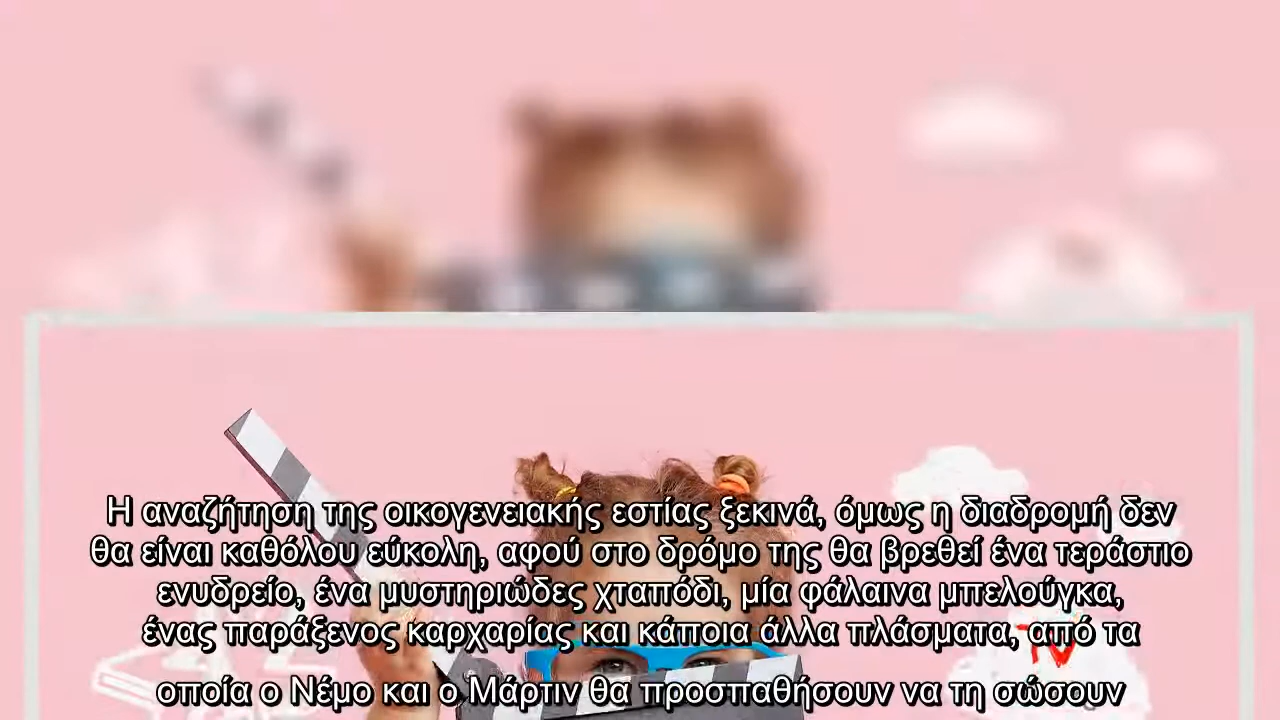 Η αναζήτηση της οικογενειακής εστίας ξεκινά, όμως η διαδρομή δεν
θα είναι καθόλου εύκολη, αφού στο δρόμο της θα βρεθεί ένα τεράστιο
ενυδρείο, ένα μυστηριώδες χταπόδι, μία φάλαινα μπελούγκα,
ένας παράξενος καρχαρίας και κάποια άλλα πλάσματα, από τα
οποία ο Νέμο και ο Μάρτιν θα προσπαθήσουν να τη σώσουν
TV